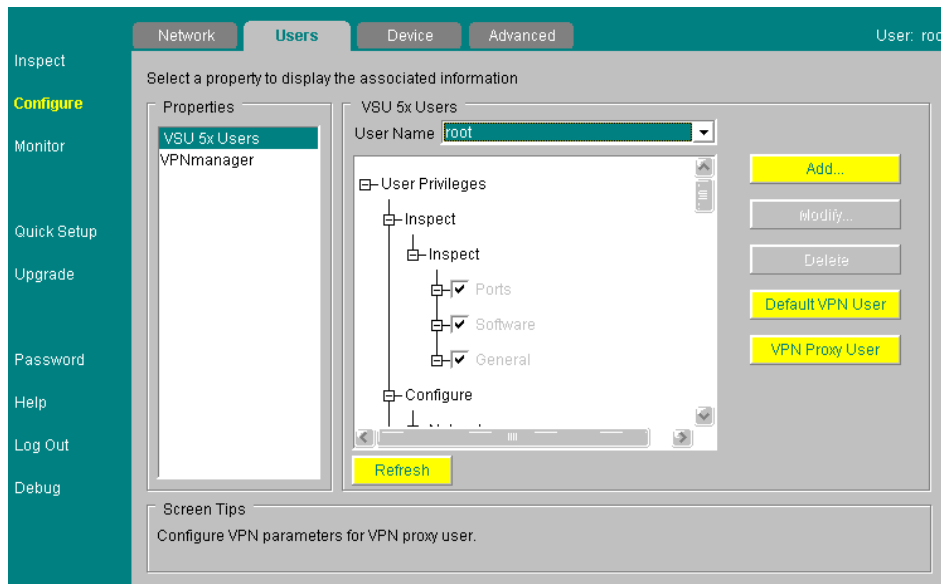 Network
Users
Device
Advanced
User: roo
Inspect
Configure
Monitor
Quick Setup
Upgrade
Password
Help
Log Out
Debug
Select a property to display the associated information
Properties
VSU 5x Users
VPNmanager
VSU 5x Users
User Name root
User Privileges
Inspect
Inspect
Ports
Software
General
Configure
Refresh
Add...
Modify...
Delete
Default VPN User
VPN Proxy User
Screen Tips
Configure VPN parameters for VPN proxy user.